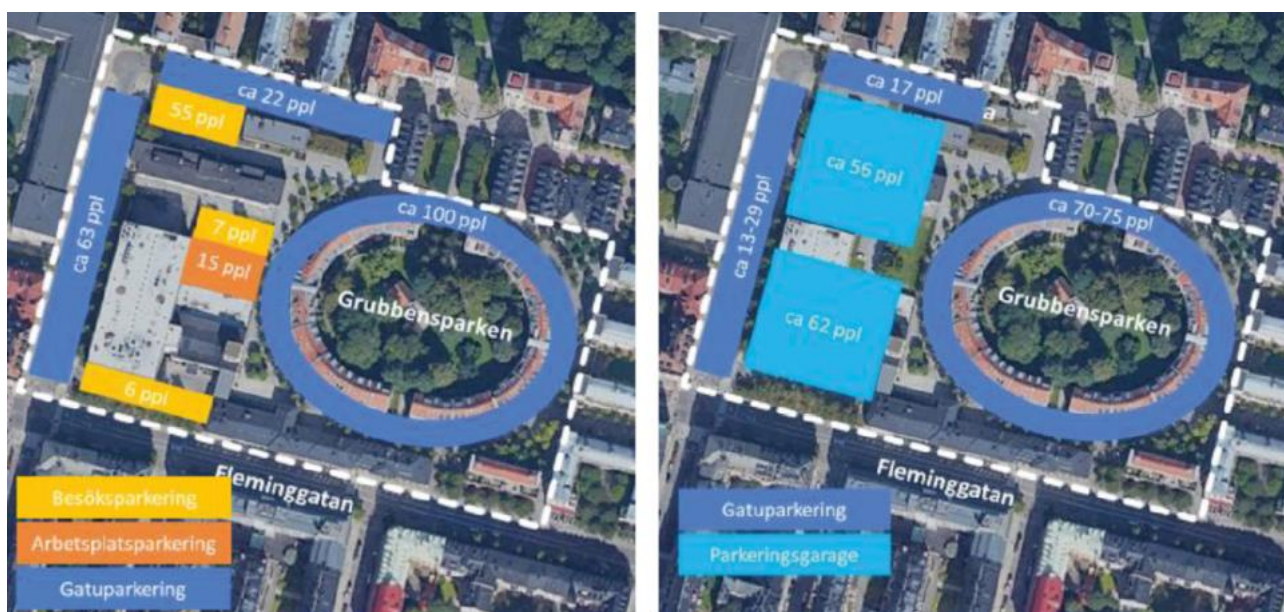 ca 22 ppl
55 ppl
ca 63 ppl
ca 100 ppl
7 ppl
15 ppl
Grubbensparken
6 ppl
Fleminggatan
Besöksparkering
Arbetsplatsparkering
Gatuparkering
ca 17 ppl
a
ca 56 ppl
ca 13-29 ppl
ca 70-75 ppl
Grubbensparken
ca 62 ppl
Fleminggatan
Gatuparkering
Parkeringsgarage